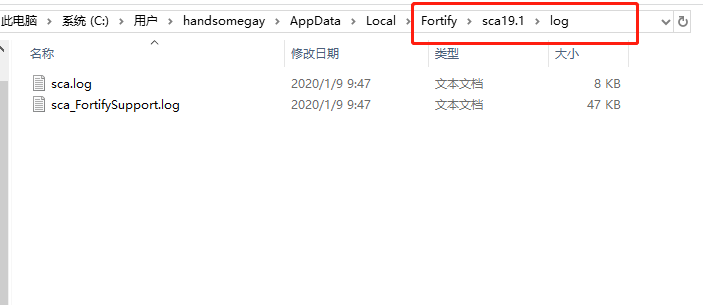 此电脑 > 系统 (C:) > 用户 > handsomegay > AppData > Local > Fortify > sca19.1 > log
名称 修改日期 类型 大小
sca.log 2020/1/9 9:47 文本文档 8 KB
sca_FortifySupport.log 2020/1/9 9:47 文本文档 47 KB